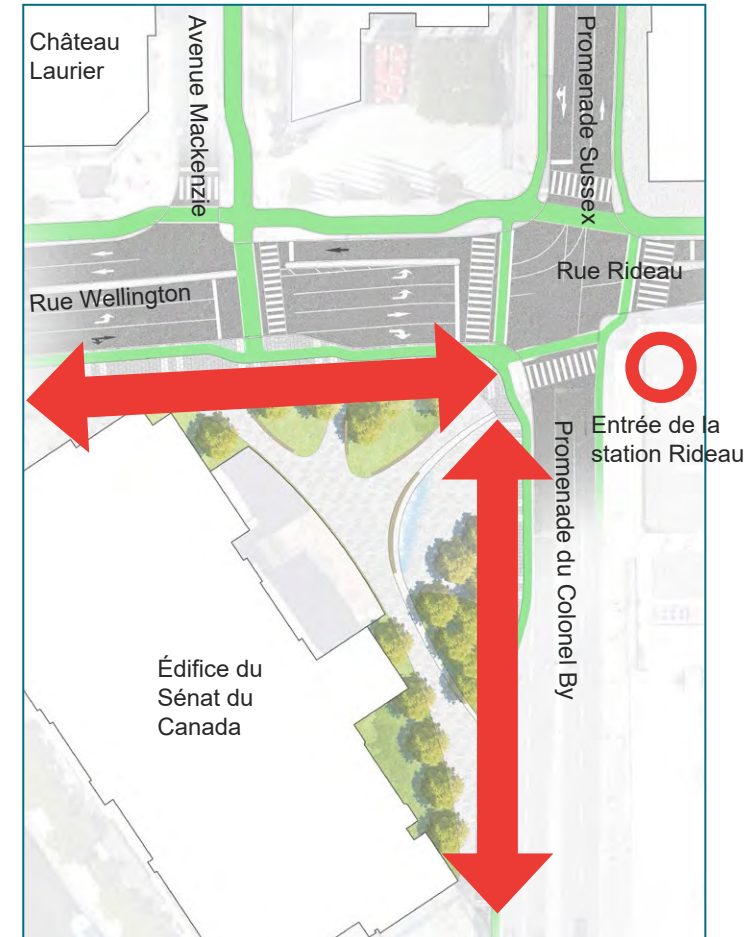 Château
Laurier
Avenue Mackenzie
Promenade Sussex
Rue Rideau
Rue Wellington
Entrée de la
station Rideau
Promenade du Colonel By
Édifice du
Sénat du
Canada